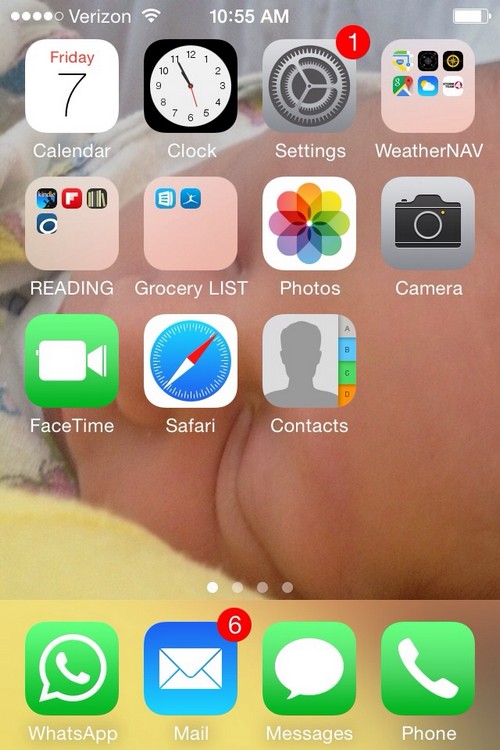 Verizon 10:55 AM
1
Friday
7
12
11 1
10 2
9 3
8 4
7 5
6
Calendar Clock Settings WeatherNAV
kindle
READING Grocery LIST Photos Camera
A
B
C
D
FaceTime Safari Contacts
6
WhatsApp Mail Messages Phone